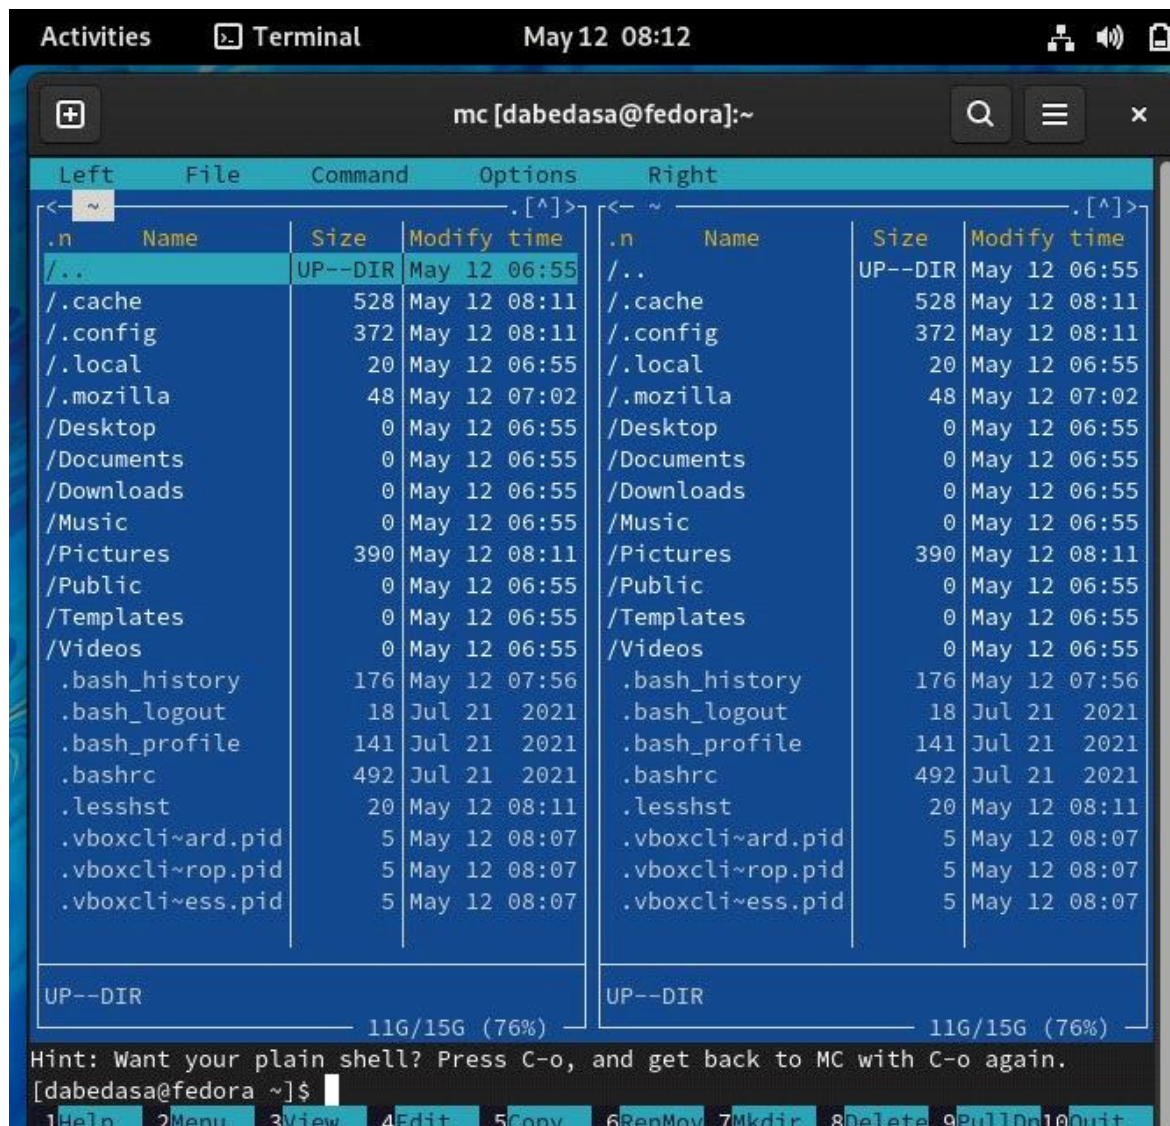 Activities Terminal May 12 08:12
mc [dabedasa@fedora]:~
Left File Command Options Right
<- ~ .[^]> <- ~ .[^]>
.n Name Size Modify time .n Name Size Modify time
/.. UP--DIR May 12 06:55 /.. UP--DIR May 12 06:55
/.cache 528 May 12 08:11 /.cache 528 May 12 08:11
/.config 372 May 12 08:11 /.config 372 May 12 08:11
/.local 20 May 12 06:55 /.local 20 May 12 06:55
/.mozilla 48 May 12 07:02 /.mozilla 48 May 12 07:02
/Desktop 0 May 12 06:55 /Desktop 0 May 12 06:55
/Documents 0 May 12 06:55 /Documents 0 May 12 06:55
/Downloads 0 May 12 06:55 /Downloads 0 May 12 06:55
/Music 0 May 12 06:55 /Music 0 May 12 06:55
/Pictures 390 May 12 08:11 /Pictures 390 May 12 08:11
/Public 0 May 12 06:55 /Public 0 May 12 06:55
/Templates 0 May 12 06:55 /Templates 0 May 12 06:55
/Videos 0 May 12 06:55 /Videos 0 May 12 06:55
.bash_history 176 May 12 07:56 .bash_history 176 May 12 07:56
.bash_logout 18 Jul 21 2021 .bash_logout 18 Jul 21 2021
.bash_profile 141 Jul 21 2021 .bash_profile 141 Jul 21 2021
.bashrc 492 Jul 21 2021 .bashrc 492 Jul 21 2021
.lesshst 20 May 12 08:11 .lesshst 20 May 12 08:11
.vboxcli~ard.pid 5 May 12 08:07 .vboxcli~ard.pid 5 May 12 08:07
.vboxcli~rop.pid 5 May 12 08:07 .vboxcli~rop.pid 5 May 12 08:07
.vboxcli~ess.pid 5 May 12 08:07 .vboxcli~ess.pid 5 May 12 08:07
UP--DIR UP--DIR
11G/15G (76%) 11G/15G (76%)
Hint: Want your plain shell? Press C-o, and get back to MC with C-o again.
[dabedasa@fedora ~]$
1Help 2Menu 3View 4Edit 5Copy 6RenMov 7Mkdir 8Delete 9PullDn 10Quit